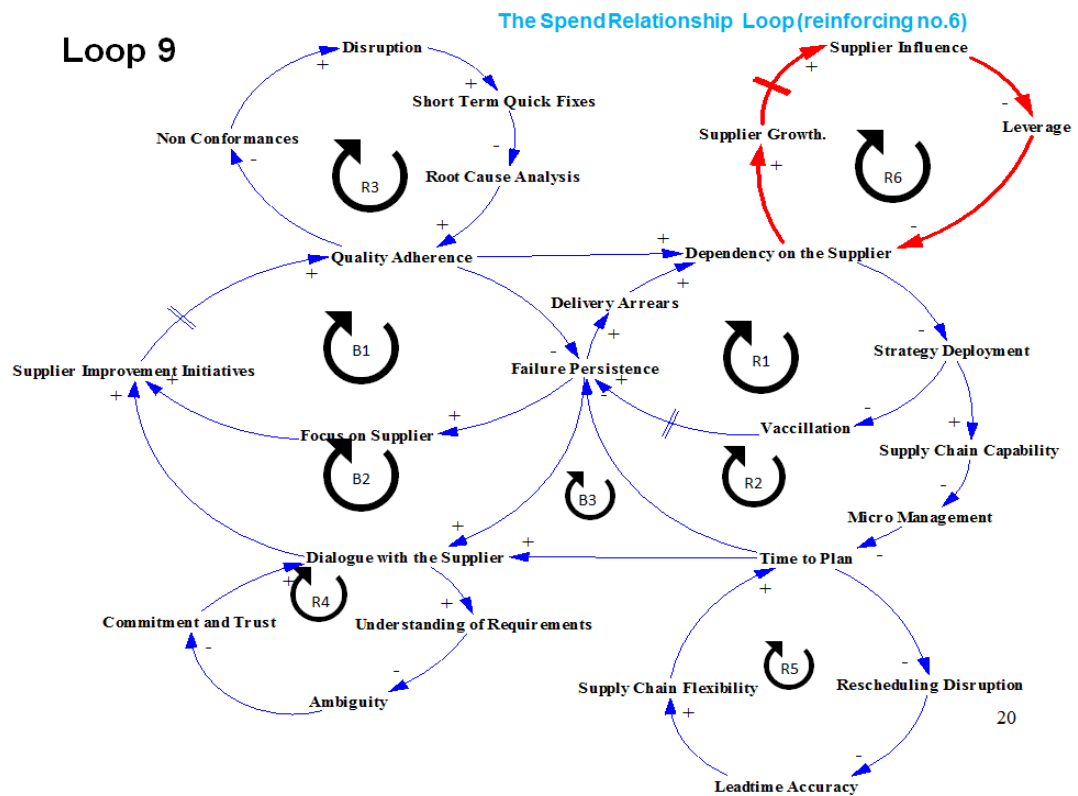 The Spend Relationship Loop (reinforcing no.6)
Loop 9
Disruption
Supplier Influence
+
+
+
-
Short Term Quick Fixes
Leverage
Non Conformances
Supplier Growth.
-
-
R3
R6
+
Root Cause Analysis
+
+
-
Quality Adherence
Dependency on the Supplier
+
+
Delivery Arrears
+
-
B1
R1
-
Strategy Deployment
Supplier Improvement Initiatives
+
+
Failure Persistence
+
-
-
+
+
Focus on Supplier
Vaccillation
Supply Chain Capability
B2
R2
-
B3
Micro Management
+
+
-
Dialogue with the Supplier
Time to Plan
+
R4
+
+
Commitment and Trust
Understanding of Requirements
-
-
R5
-
Ambiguity
Supply Chain Flexibility
Rescheduling Disruption
+
20
-
Leadtime Accuracy